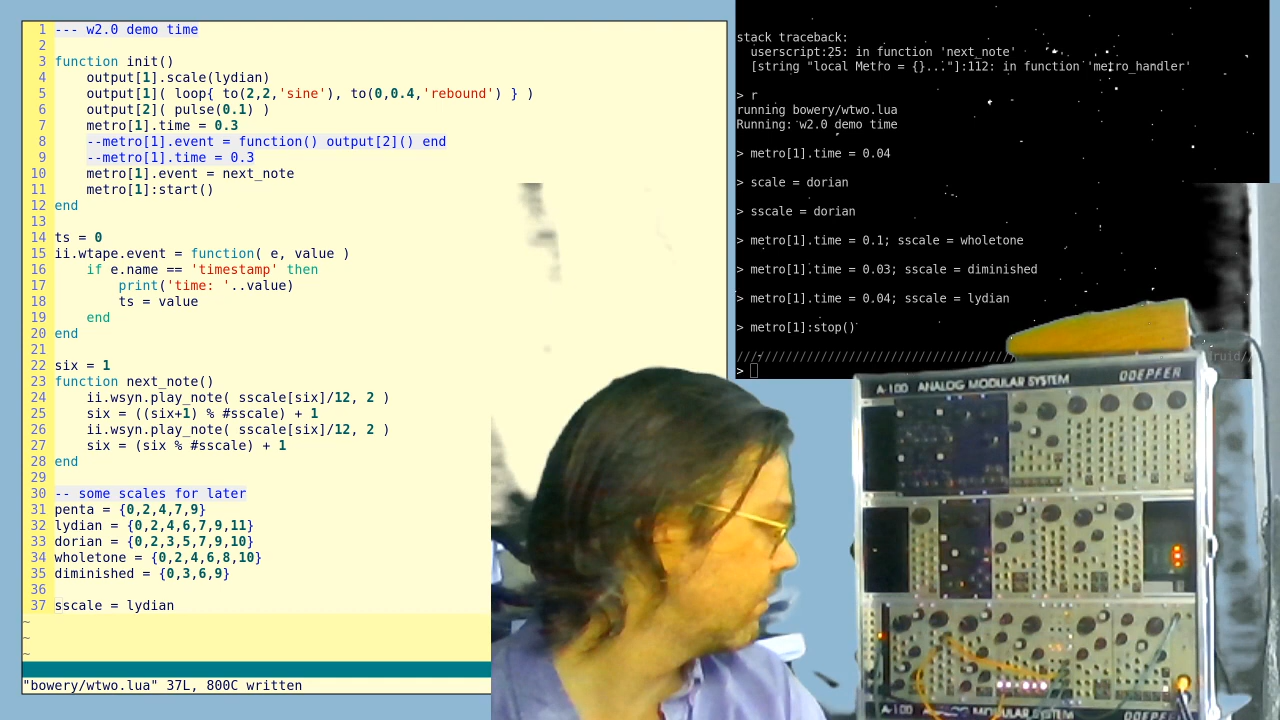 1 --- w2.0 demo time
2
3 function init()
4     output[1].scale(lydian)
5     output[1]( loop{ to(2,2,'sine'), to(0,0.4,'rebound') } )
6     output[2]( pulse(0.1) )
7     metro[1].time = 0.3
8     --metro[1].event = function() output[2]() end
9     --metro[1].time = 0.3
10     metro[1].event = next_note
11     metro[1]:start()
12 end
13
14 ts = 0
15 ii.wtape.event = function( e, value )
16     if e.name == 'timestamp' then
17         print('time: '..value)
18         ts = value
19     end
20 end
21
22 six = 1
23 function next_note()
24     ii.wsyn.play_note( sscale[six]/12, 2 )
25     six = ((six+1) % #sscale) + 1
26     ii.wsyn.play_note( sscale[six]/12, 2 )
27     six = (six % #sscale) + 1
28 end
29
30 -- some scales for later
31 penta = {0,2,4,7,9}
32 lydian = {0,2,4,6,7,9,11}
33 dorian = {0,2,3,5,7,9,10}
34 wholetone = {0,2,4,6,8,10}
35 diminished = {0,3,6,9}
36
37 sscale = lydian
~
~
~
"bowery/wtwo.lua" 37L, 800C written
stack traceback:
  userscript:25: in function 'next_note'
  [string "local Metro = {}..."]:112: in function 'metro_handler'
> r
running bowery/wtwo.lua
Running: w2.0 demo time
> metro[1].time = 0.04
> scale = dorian
> sscale = dorian
> metro[1].time = 0.1; sscale = wholetone
> metro[1].time = 0.03; sscale = diminished
> metro[1].time = 0.04; sscale = lydian
> metro[1]:stop()
///////////////////////////////////////druid//
>
A-100 ANALOG MODULAR SYSTEM DOEPFER
A-100 ANALOG MODULAR SYSTEM DOEPFER